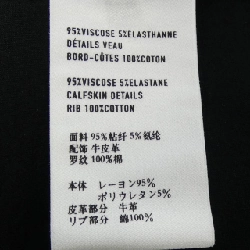 95%VISCOSE 5%ELASTHANNE
DÉTAILS VEAU
BORD-CÔTES 100%COTON
95%VISCOSE 5%ELASTANE
CALFSKIN DETAILS
RIB 100%COTTON
面料 95%粘纤 5%氨纶
配饰 牛皮革
罗纹 100%棉
本体 レーヨン95%
ポリウレタン5%
皮革部分 牛革
リブ部分 綿100%